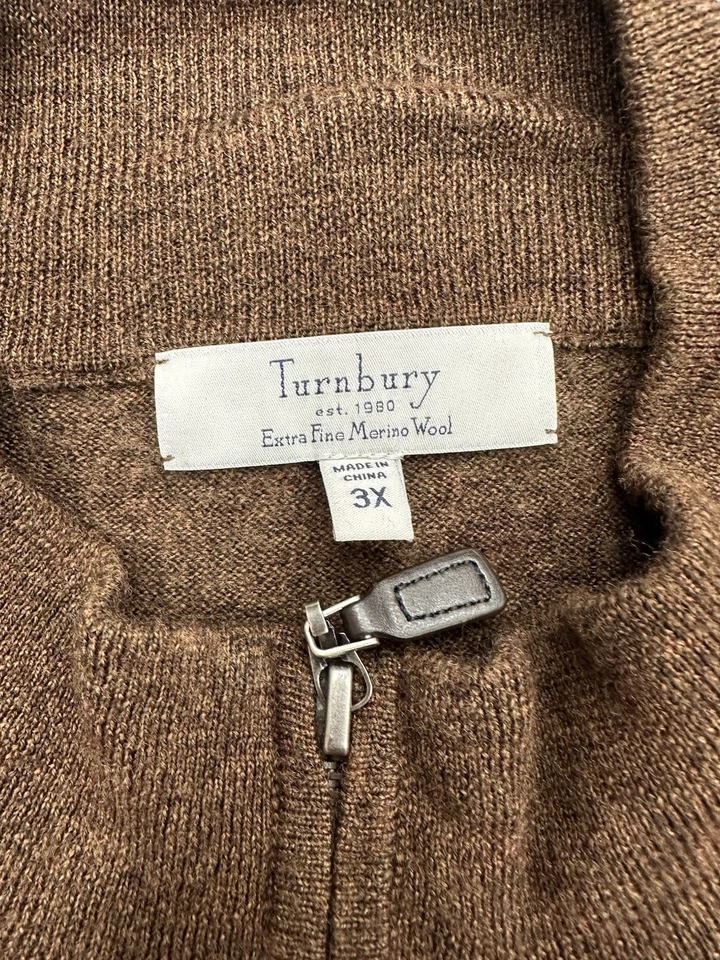 Turnbury
est. 1980
Extra Fine Merino Wool
MADE IN
CHINA
3X